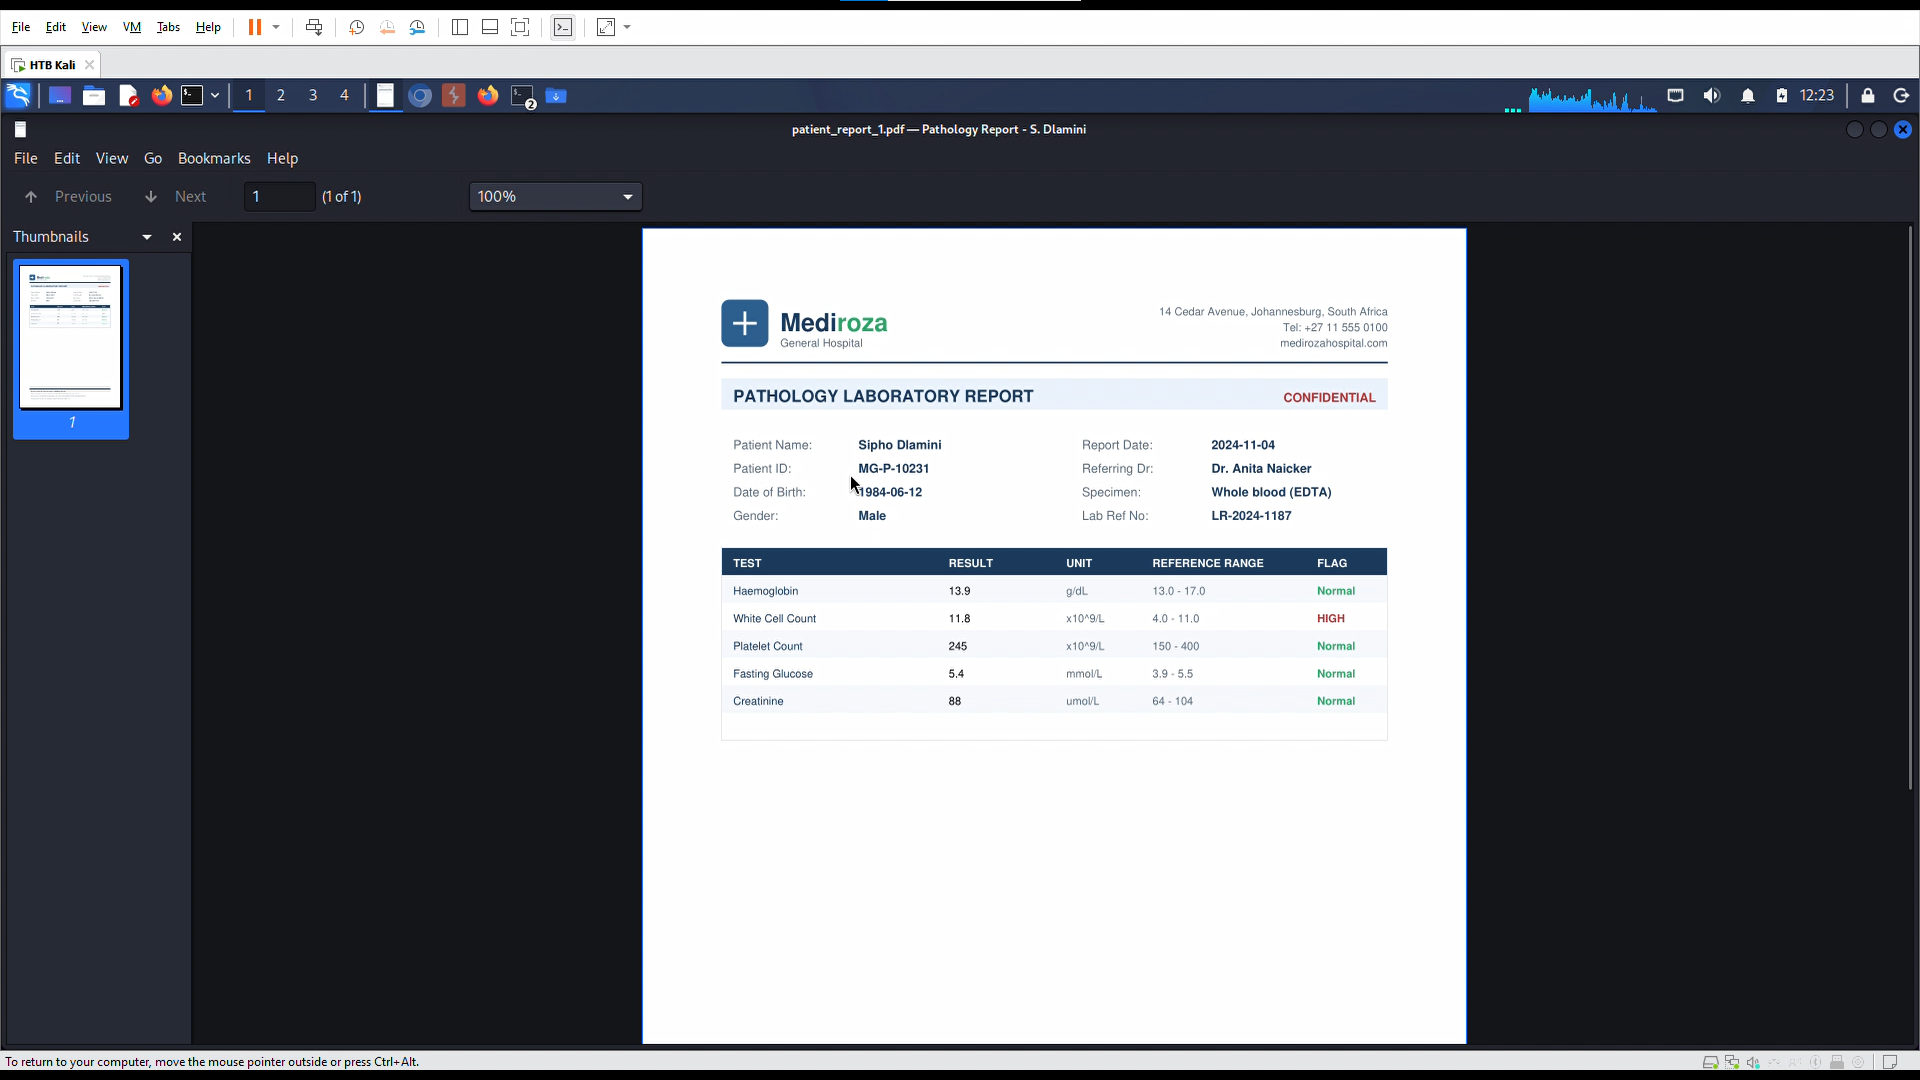 File Edit View VM Tabs Help
HTB Kali
1 2 3 4 2 12:23
patient_report_1.pdf — Pathology Report - S. Dlamini
File Edit View Go Bookmarks Help
Previous Next 1 (1 of 1) 100%
Thumbnails
1
Mediroza
General Hospital
14 Cedar Avenue, Johannesburg, South Africa
Tel: +27 11 555 0100
medirozahospital.com
PATHOLOGY LABORATORY REPORT CONFIDENTIAL
Patient Name: Sipho Dlamini Report Date: 2024-11-04
Patient ID: MG-P-10231 Referring Dr: Dr. Anita Naicker
Date of Birth: 1984-06-12 Specimen: Whole blood (EDTA)
Gender: Male Lab Ref No: LR-2024-1187
TEST RESULT UNIT REFERENCE RANGE FLAG
Haemoglobin 13.9 g/dL 13.0 - 17.0 Normal
White Cell Count 11.8 x10^9/L 4.0 - 11.0 HIGH
Platelet Count 245 x10^9/L 150 - 400 Normal
Fasting Glucose 5.4 mmol/L 3.9 - 5.5 Normal
Creatinine 88 umol/L 64 - 104 Normal
To return to your computer, move the mouse pointer outside or press Ctrl+Alt.